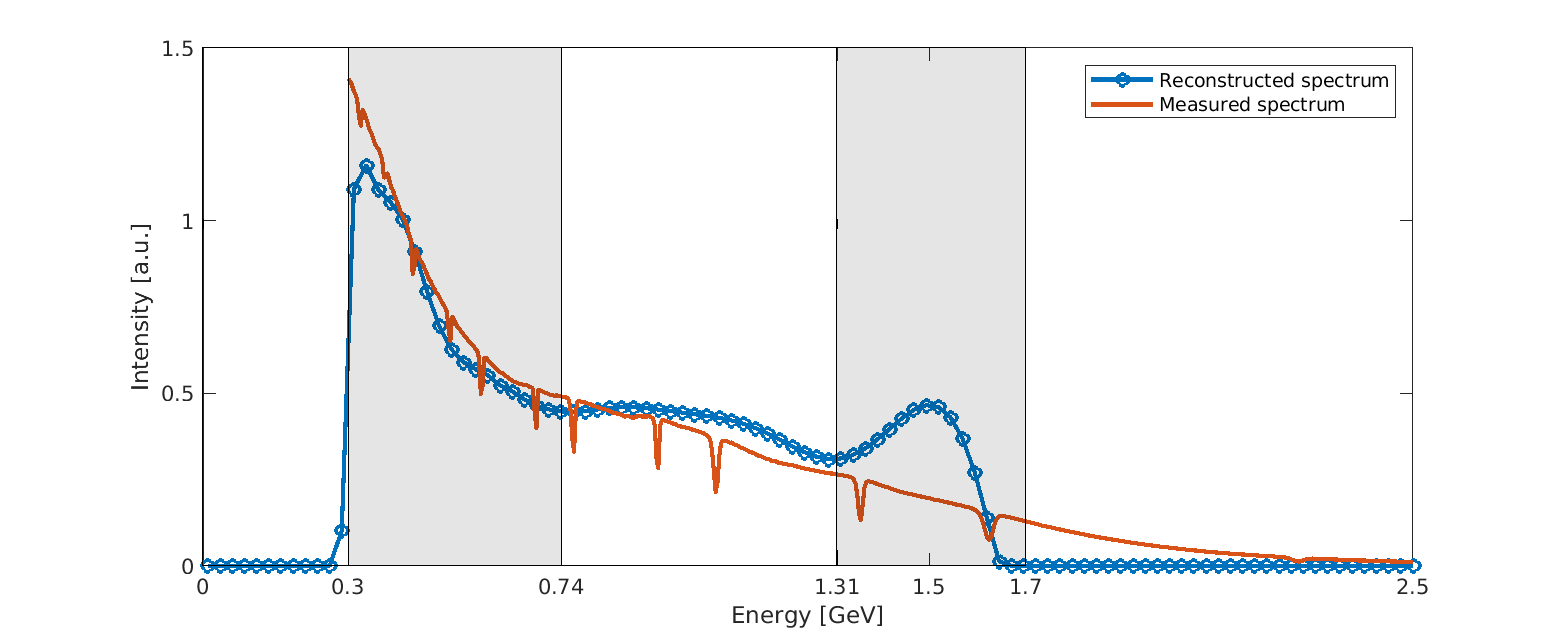 1.5
1
0.5
0
Intensity [a.u.]
Reconstructed spectrum
Measured spectrum
0 0.3 0.74 1.31 1.5 1.7 2.5
Energy [GeV]